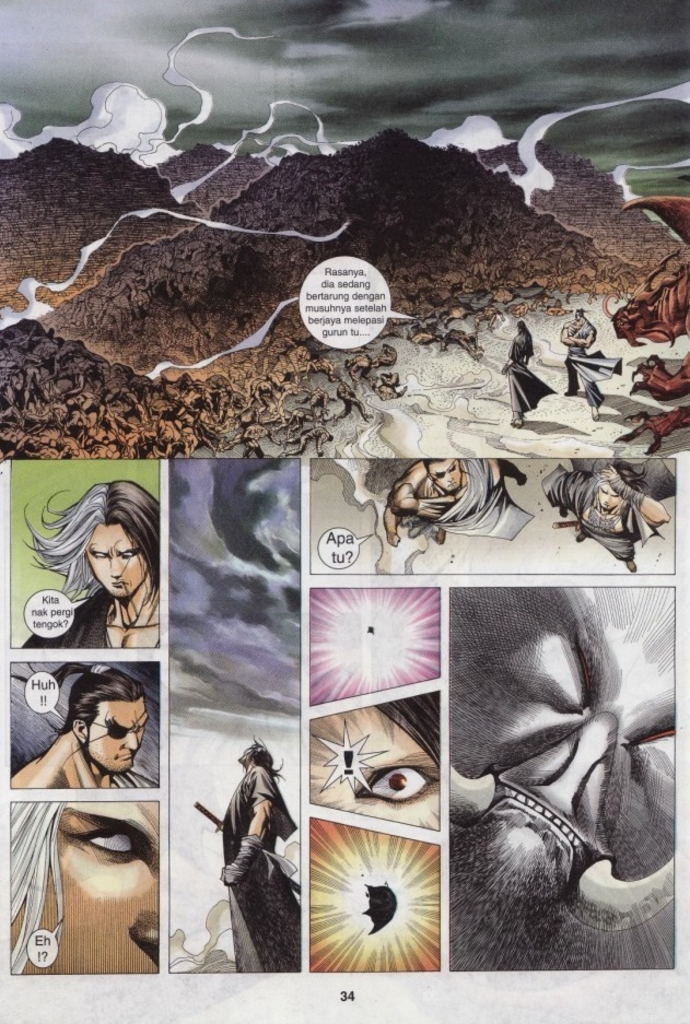 Rasanya,
dia sedang
bertarung dengan
musuhnya setelah
berjaya melepasi
gurun tu....
Kita
nak pergi
tengok?
Huh
!!
Eh
!?
Apa
tu?
!
34